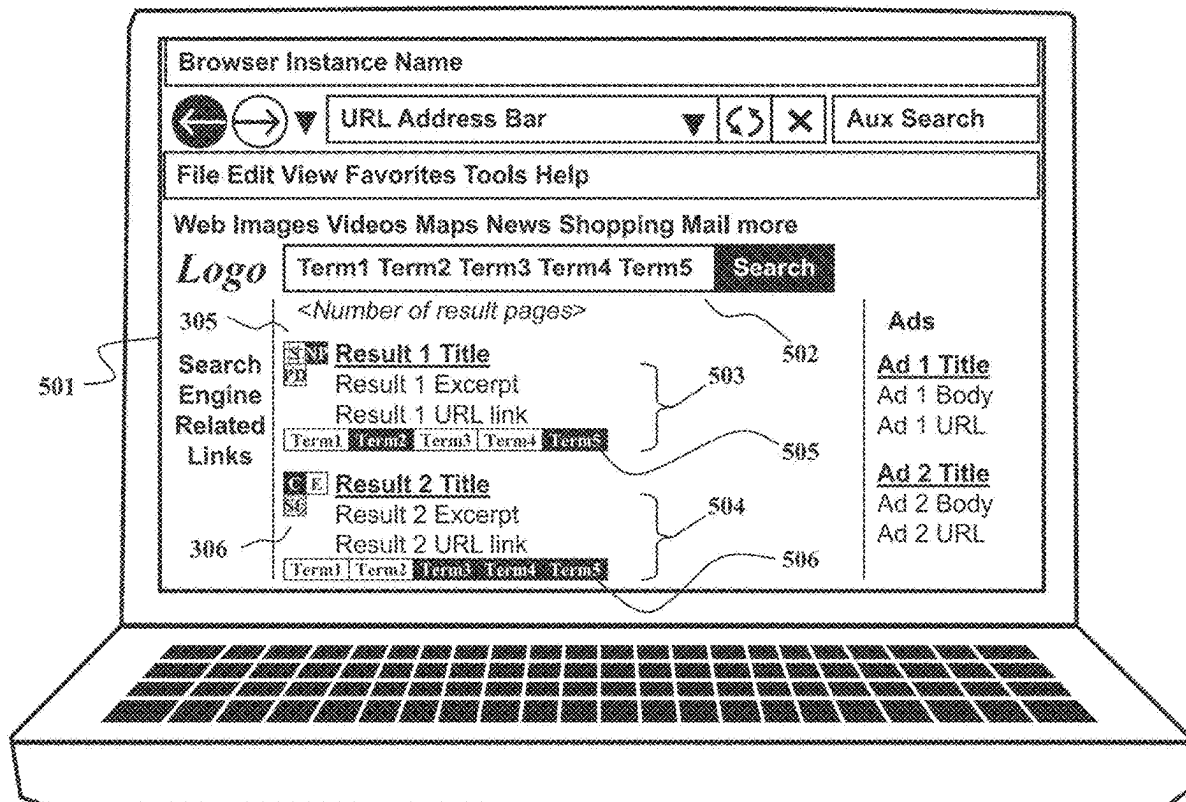 Browser Instance Name
URL Address Bar
Aux Search
File Edit View Favorites Tools Help
Web Images Videos Maps News Shopping Mail more
Logo
Term1 Term2 Term3 Term4 Term5
Search
<Number of result pages>
305
502
501
Search
Engine
Related
Links
306
S NP Result 1 Title
PD
Result 1 Excerpt
Result 1 URL link
Term1 Term2 Term3 Term4 Term5
503
505
C E Result 2 Title
SG
Result 2 Excerpt
Result 2 URL link
Term1 Term2 Term3 Term4 Term5
504
506
Ads
Ad 1 Title
Ad 1 Body
Ad 1 URL
Ad 2 Title
Ad 2 Body
Ad 2 URL